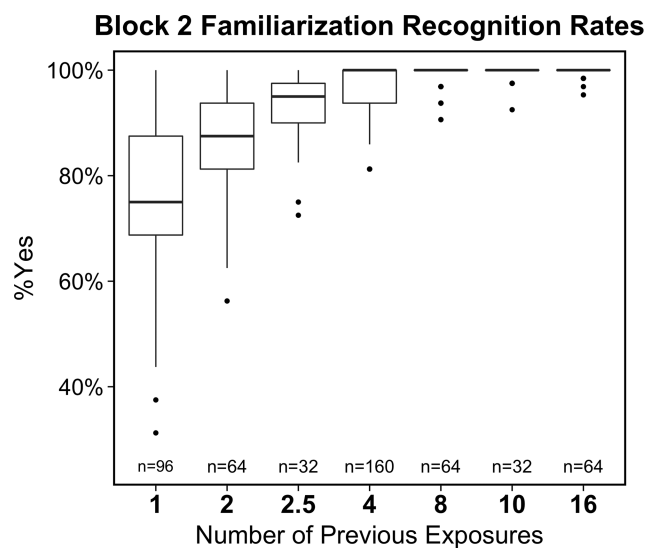 Block 2 Familiarization Recognition Rates
100%
80%
60%
40%
%Yes
n=96 n=64 n=32 n=160 n=64 n=32 n=64
1 2 2.5 4 8 10 16
Number of Previous Exposures